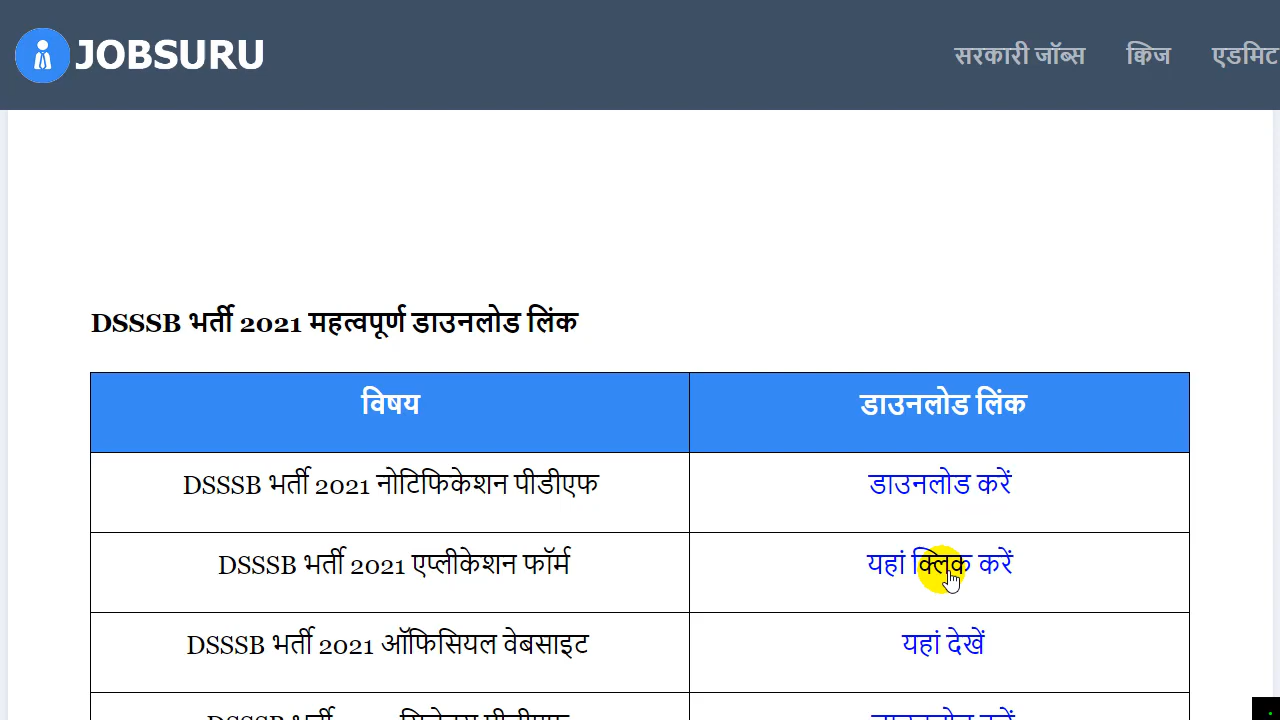 JOBSURU
सरकारी जॉब्स क्विज एडमिट
DSSSB भर्ती 2021 महत्वपूर्ण डाउनलोड लिंक
विषय डाउनलोड लिंक
DSSSB भर्ती 2021 नोटिफिकेशन पीडीएफ डाउनलोड करें
DSSSB भर्ती 2021 एप्लीकेशन फॉर्म यहां क्लिक करें
DSSSB भर्ती 2021 ऑफिसियल वेबसाइट यहां देखें